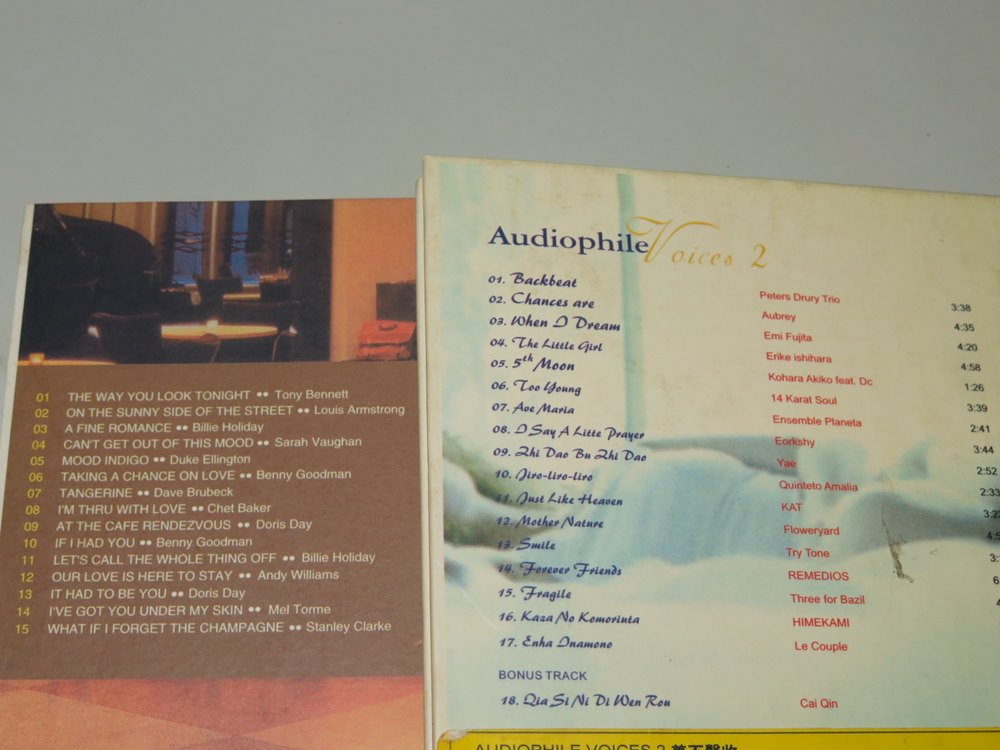 01 THE WAY YOU LOOK TONIGHT •• Tony Bennett
02 ON THE SUNNY SIDE OF THE STREET •• Louis Armstrong
03 A FINE ROMANCE •• Billie Holiday
04 CAN'T GET OUT OF THIS MOOD •• Sarah Vaughan
05 MOOD INDIGO •• Duke Ellington
06 TAKING A CHANCE ON LOVE •• Benny Goodman
07 TANGERINE •• Dave Brubeck
08 I'M THRU WITH LOVE •• Chet Baker
09 AT THE CAFE RENDEZVOUS •• Doris Day
10 IF I HAD YOU •• Benny Goodman
11 LET'S CALL THE WHOLE THING OFF •• Billie Holiday
12 OUR LOVE IS HERE TO STAY •• Andy Williams
13 IT HAD TO BE YOU •• Doris Day
14 I'VE GOT YOU UNDER MY SKIN •• Mel Torme
15 WHAT IF I FORGET THE CHAMPAGNE •• Stanley Clarke
Audiophile Voices 2
01. Backbeat Peters Drury Trio 3:38
02. Chances are Aubrey 4:35
03. When I Dream Emi Fujita 4:20
04. The Little Girl Erike ishihara 4:58
05. 5th Moon Kohara Akiko feat. Dc 1:26
06. Too Young 14 Karat Soul 3:39
07. Ave Maria Ensemble Planeta 2:41
08. I Say A Litte Prayer Eorkshy 3:44
09. Zhi Dao Bu Zhi Dao Yae 2:52
10. Jiro-liro-liro Quinteto Amalia 2:33
11. Just Like Heaven KAT
12. Mother Nature Floweryard
13. Smile Try Tone
14. Forever Friends REMEDIOS
15. Fragile Three for Bazil
16. Kaza No Komoriuta HIMEKAMI
17. Enha Inamono Le Couple
BONUS TRACK
18. Qia Si Ni Di Wen Rou Cai Qin
AUDIOPHILE VOICES 2